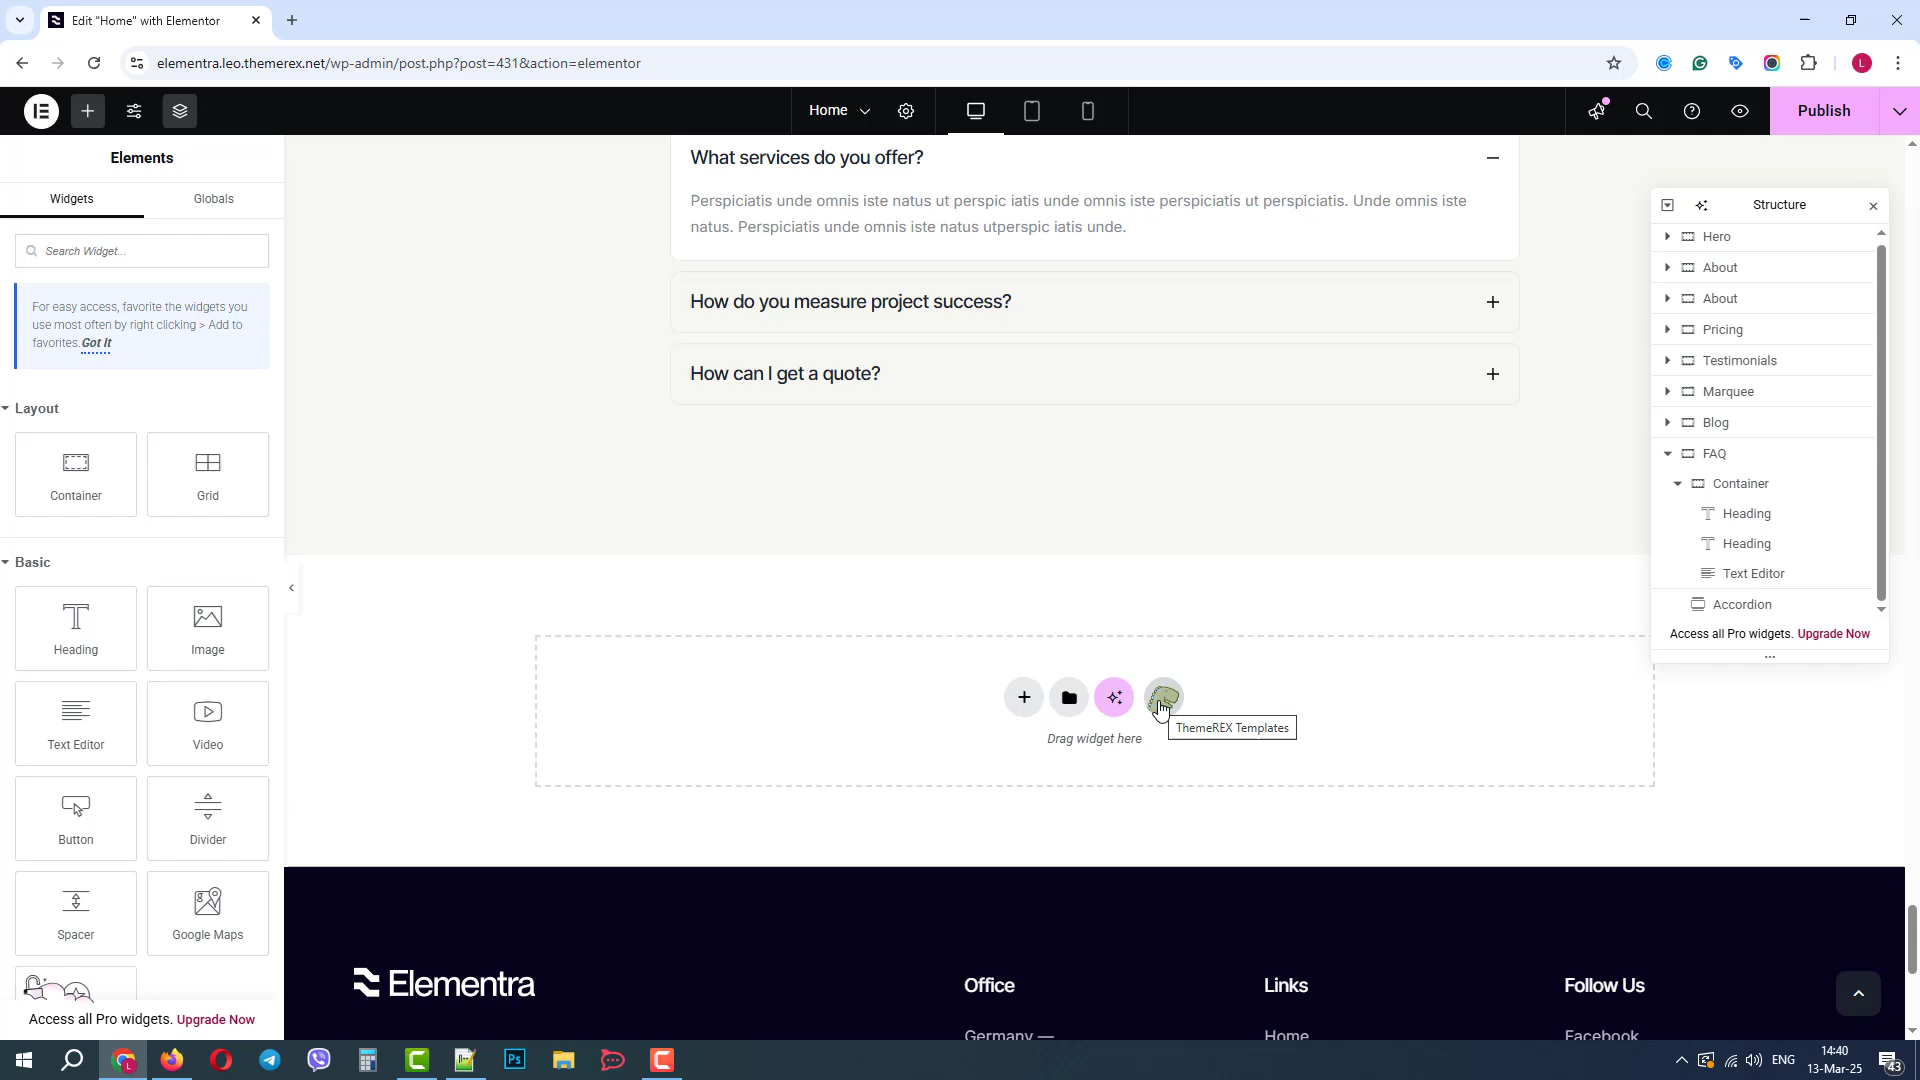 Edit "Home" with Elementor
elementra.leo.themerex.net/wp-admin/post.php?post=431&action=elementor
L
Home
Publish
Elements
Widgets
Globals
Search Widget...
For easy access, favorite the widgets you
use most often by right clicking > Add to
favorites. Got It
Layout
Container
Grid
Basic
Heading
Image
Text Editor
Video
Button
Divider
Spacer
Google Maps
Access all Pro widgets. Upgrade Now
What services do you offer?
Perspiciatis unde omnis iste natus ut perspic iatis unde omnis iste perspiciatis ut perspiciatis. Unde omnis iste
natus. Perspiciatis unde omnis iste natus utperspic iatis unde.
How do you measure project success?
How can I get a quote?
Drag widget here
ThemeREX Templates
Structure
Hero
About
About
Pricing
Testimonials
Marquee
Blog
FAQ
Container
Heading
Heading
Text Editor
Accordion
Access all Pro widgets. Upgrade Now
Elementra
Office
Links
Follow Us
Germany —
Home
Facebook
L
Ps
ENG
14:40
13-Mar-25
43